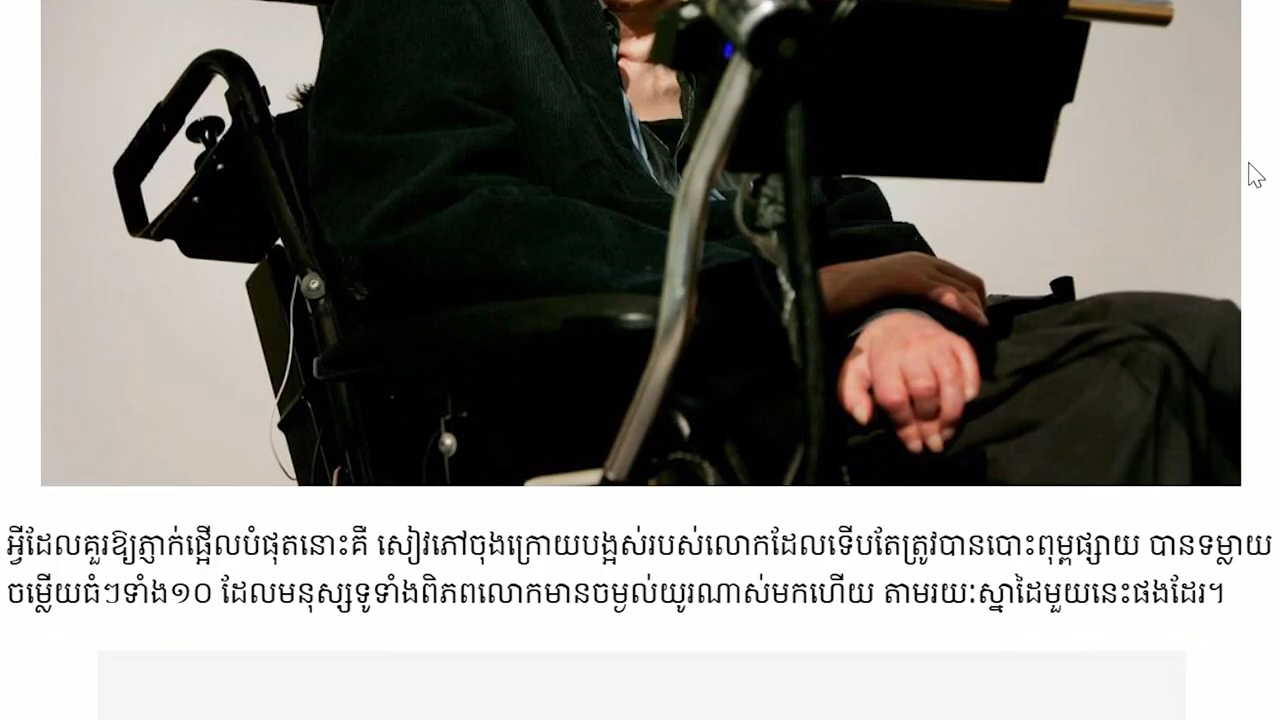 អ្វីដែលគួរឱ្យភ្ញាក់ផ្អើលបំផុតនោះគឺ សៀវភៅចុងក្រោយបង្អស់របស់លោកដែលទើបតែត្រូវបានបោះពុម្ពផ្សាយ បានទម្លាយ
ចម្លើយធំៗទាំង១០ ដែលមនុស្សទូទាំងពិភពលោកមានចម្ងល់យូរណាស់មកហើយ តាមរយៈស្នាដៃមួយនេះផងដែរ។